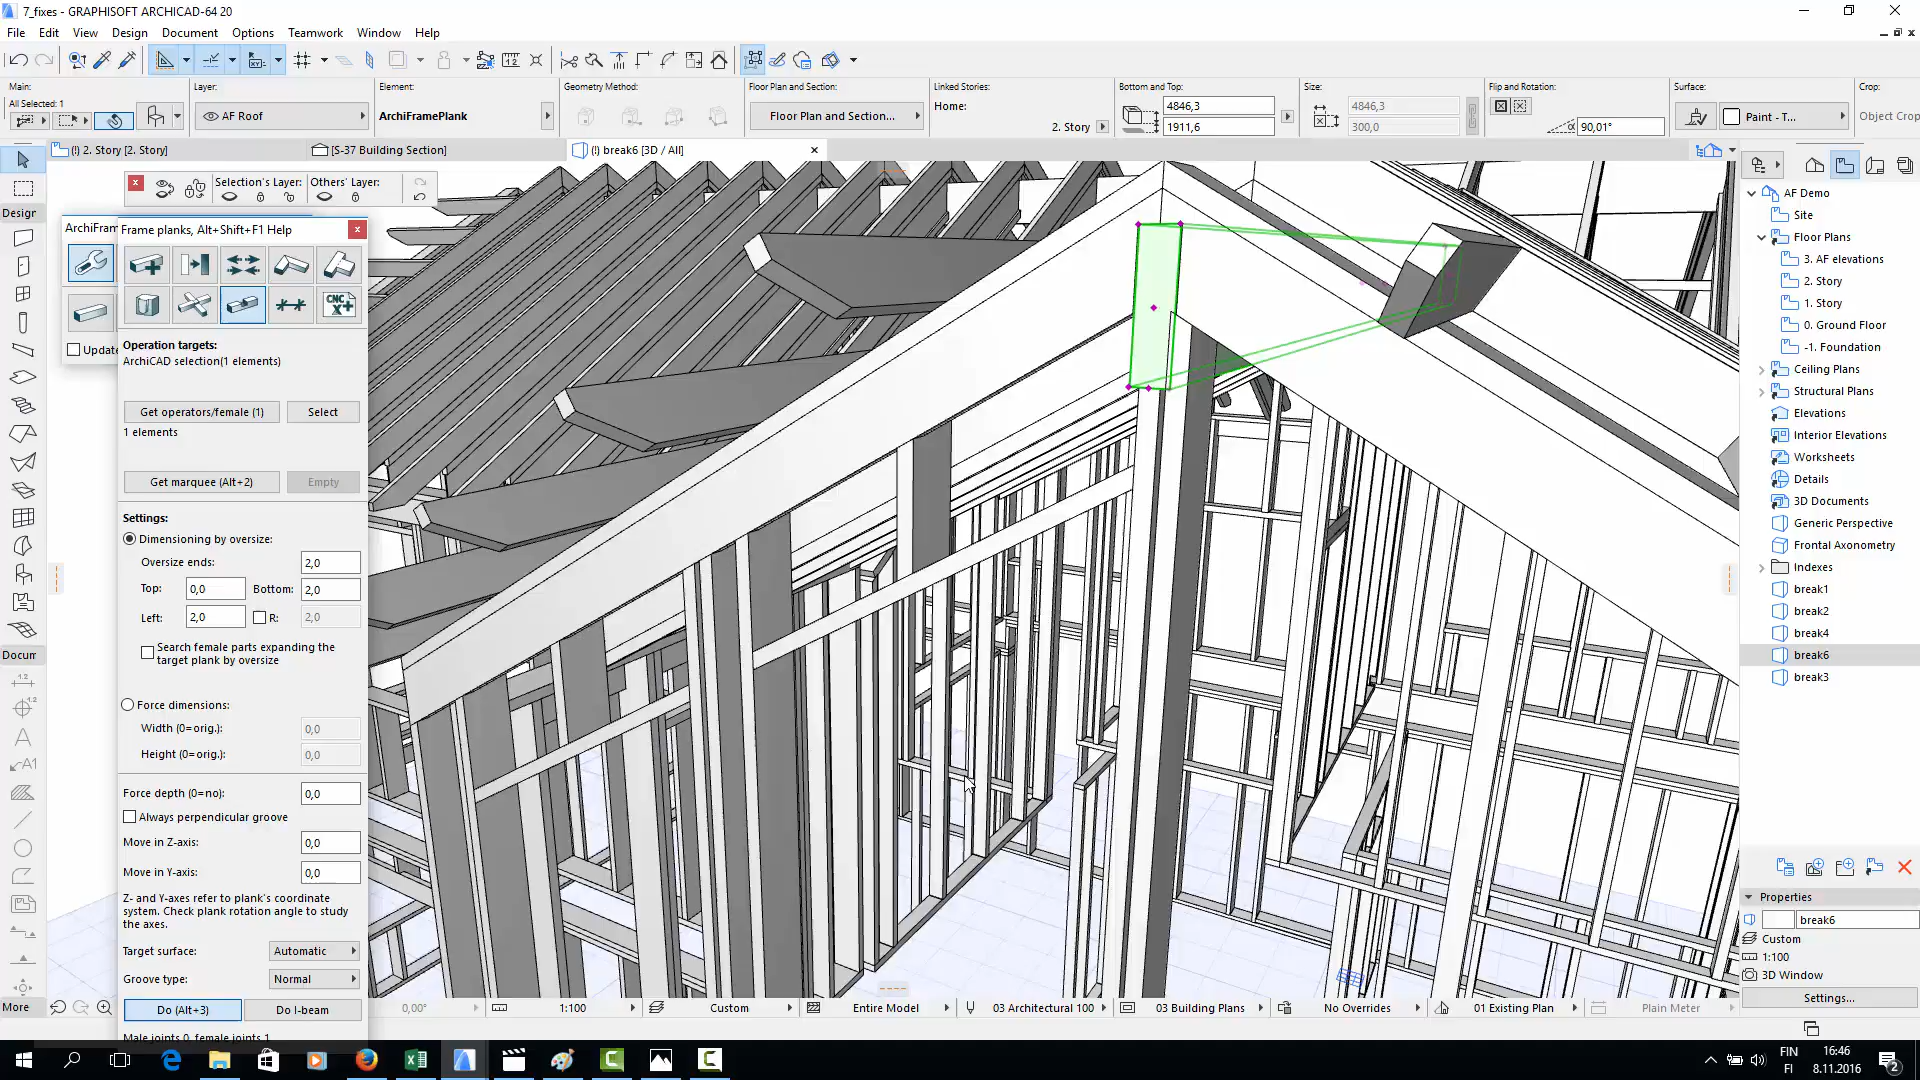 7_fixes - GRAPHISOFT ARCHICAD-64 20
File Edit View Design Document Options Teamwork Window Help
Main:
All Selected: 1
Layer:
AF Roof
Element:
ArchiFramePlank
Geometry Method:
Floor Plan and Section:
Floor Plan and Section...
Linked Stories:
Home:
2. Story
Bottom and Top:
4846,3
1911,6
Size:
4846,3
300,0
Flip and Rotation:
90,01°
Surface:
Paint - T...
Crop:
Object Crop
(!) 2. Story [2. Story]
[S-37 Building Section]
(!) break6 [3D / All]
Selection's Layer:
Others' Layer:
Design
Docum
More
ArchiFram
Updat
Frame planks, Alt+Shift+F1 Help
CNC
Operation targets:
ArchiCAD selection(1 elements)
Get operators/female (1)
Select
1 elements
Get marquee (Alt+2)
Empty
Settings:
Dimensioning by oversize:
Oversize ends: 2,0
Top: 0,0 Bottom: 2,0
Left: 2,0 R: 2,0
Search female parts expanding the
target plank by oversize
Force dimensions:
Width (0=orig.): 0,0
Height (0=orig.): 0,0
Force depth (0=no): 0,0
Always perpendicular groove
Move in Z-axis: 0,0
Move in Y-axis: 0,0
Z- and Y-axes refer to plank's coordinate
system. Check plank rotation angle to study
the axes.
Target surface: Automatic
Groove type: Normal
Do (Alt+3)
Do I-beam
Male joints 0, female joints 1
AF Demo
Site
Floor Plans
3. AF elevations
2. Story
1. Story
0. Ground Floor
-1. Foundation
Ceiling Plans
Structural Plans
Elevations
Interior Elevations
Worksheets
Details
3D Documents
Generic Perspective
Frontal Axonometry
Indexes
break1
break2
break4
break6
break3
Properties
break6
Custom
1:100
3D Window
Settings...
0,00°
1:100
Custom
Entire Model
03 Architectural 100
03 Building Plans
No Overrides
01 Existing Plan
Plain Meter
FIN
FI
16:46
8.11.2016
2